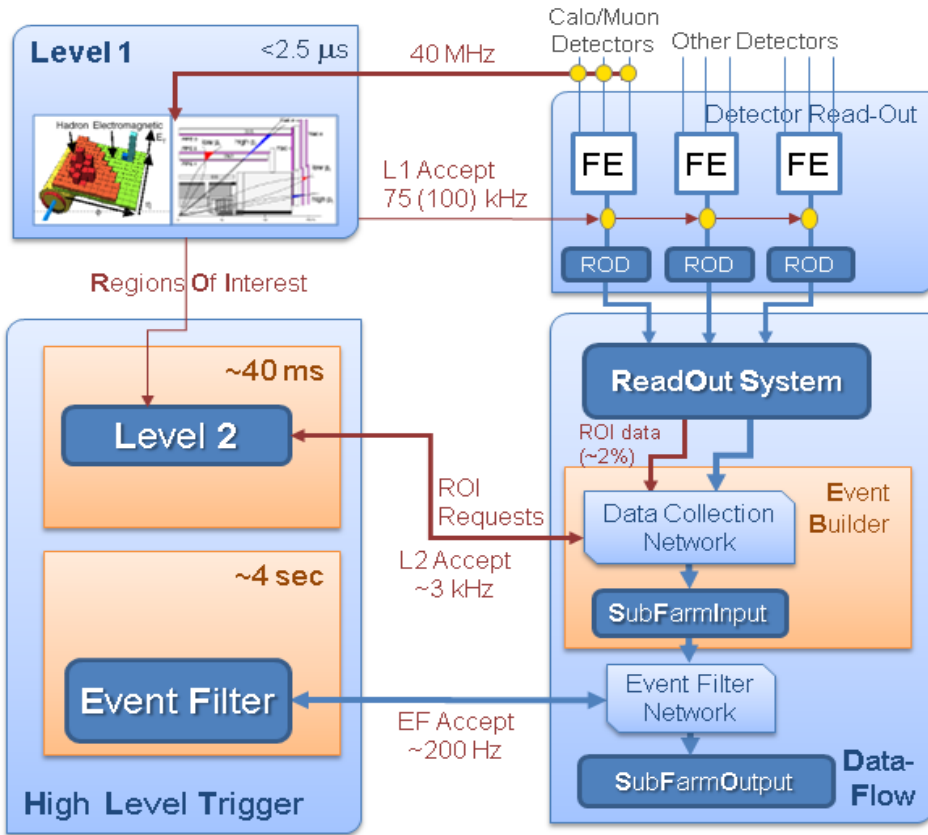 Level 1
<2.5 μs
40 MHz
Calo/Muon
Detectors
Other Detectors
Detector Read-Out
Hadron Electromagnetic
FE
FE
FE
L1 Accept
75 (100) kHz
ROD
ROD
ROD
Regions Of Interest
~40 ms
Level 2
ReadOut System
ROI data
(~2%)
ROI
Requests
Event
Builder
Data Collection
Network
L2 Accept
~3 kHz
~4 sec
SubFarmInput
Event Filter
Event Filter
Network
EF Accept
~200 Hz
SubFarmOutput
High Level Trigger
Data-
Flow